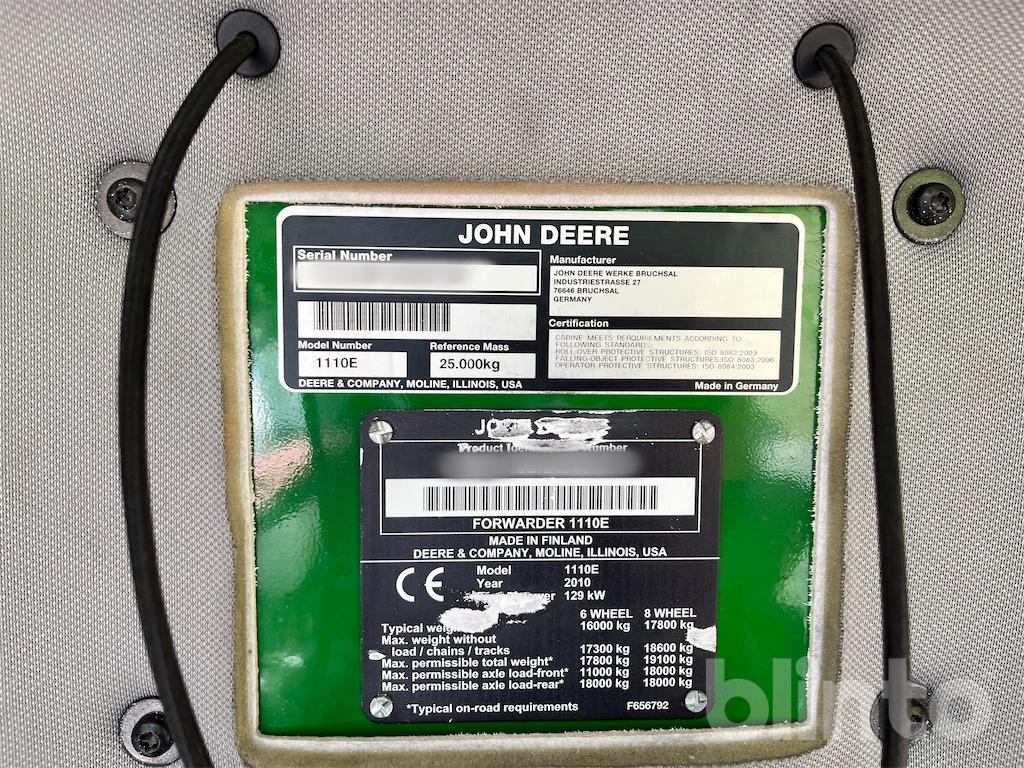 JOHN DEERE
Serial Number
Manufacturer
JOHN DEERE WERKE BRUCHSAL
INDUSTRIESTRASSE 27
76646 BRUCHSAL
GERMANY
Certification
CABINE MEETS RERQUIREMENTS ACCORDING TO
FOLLOWING STANDARDS:
ROLL-OVER PROTECTIVE STRUCTURES: ISO 8082:2003
FALLING-OBJECT PROTECTIVE STRUCTURES:ISO 8083:2006
OPERATOR PROTECTIVE STRUCTURES: ISO 8084:2003
Model Number
Reference Mass
1110E
25.000kg
DEERE & COMPANY, MOLINE, ILLINOIS, USA
Made in Germany
Product
FORWARDER 1110E
MADE IN FINLAND
DEERE & COMPANY, MOLINE, ILLINOIS, USA
CE
Model 1110E
Year 2010
129 kW
6 WHEEL 8 WHEEL
Typical 16000 kg 17800 kg
Max. weight without
load / chains / tracks 17300 kg 18600 kg
Max. permissible total weight* 17800 kg 19100 kg
Max. permissible axle load-front* 11000 kg 18000 kg
Max. permissible axle load-rear* 18000 kg 18000 kg
*Typical on-road requirements F656792
blinto